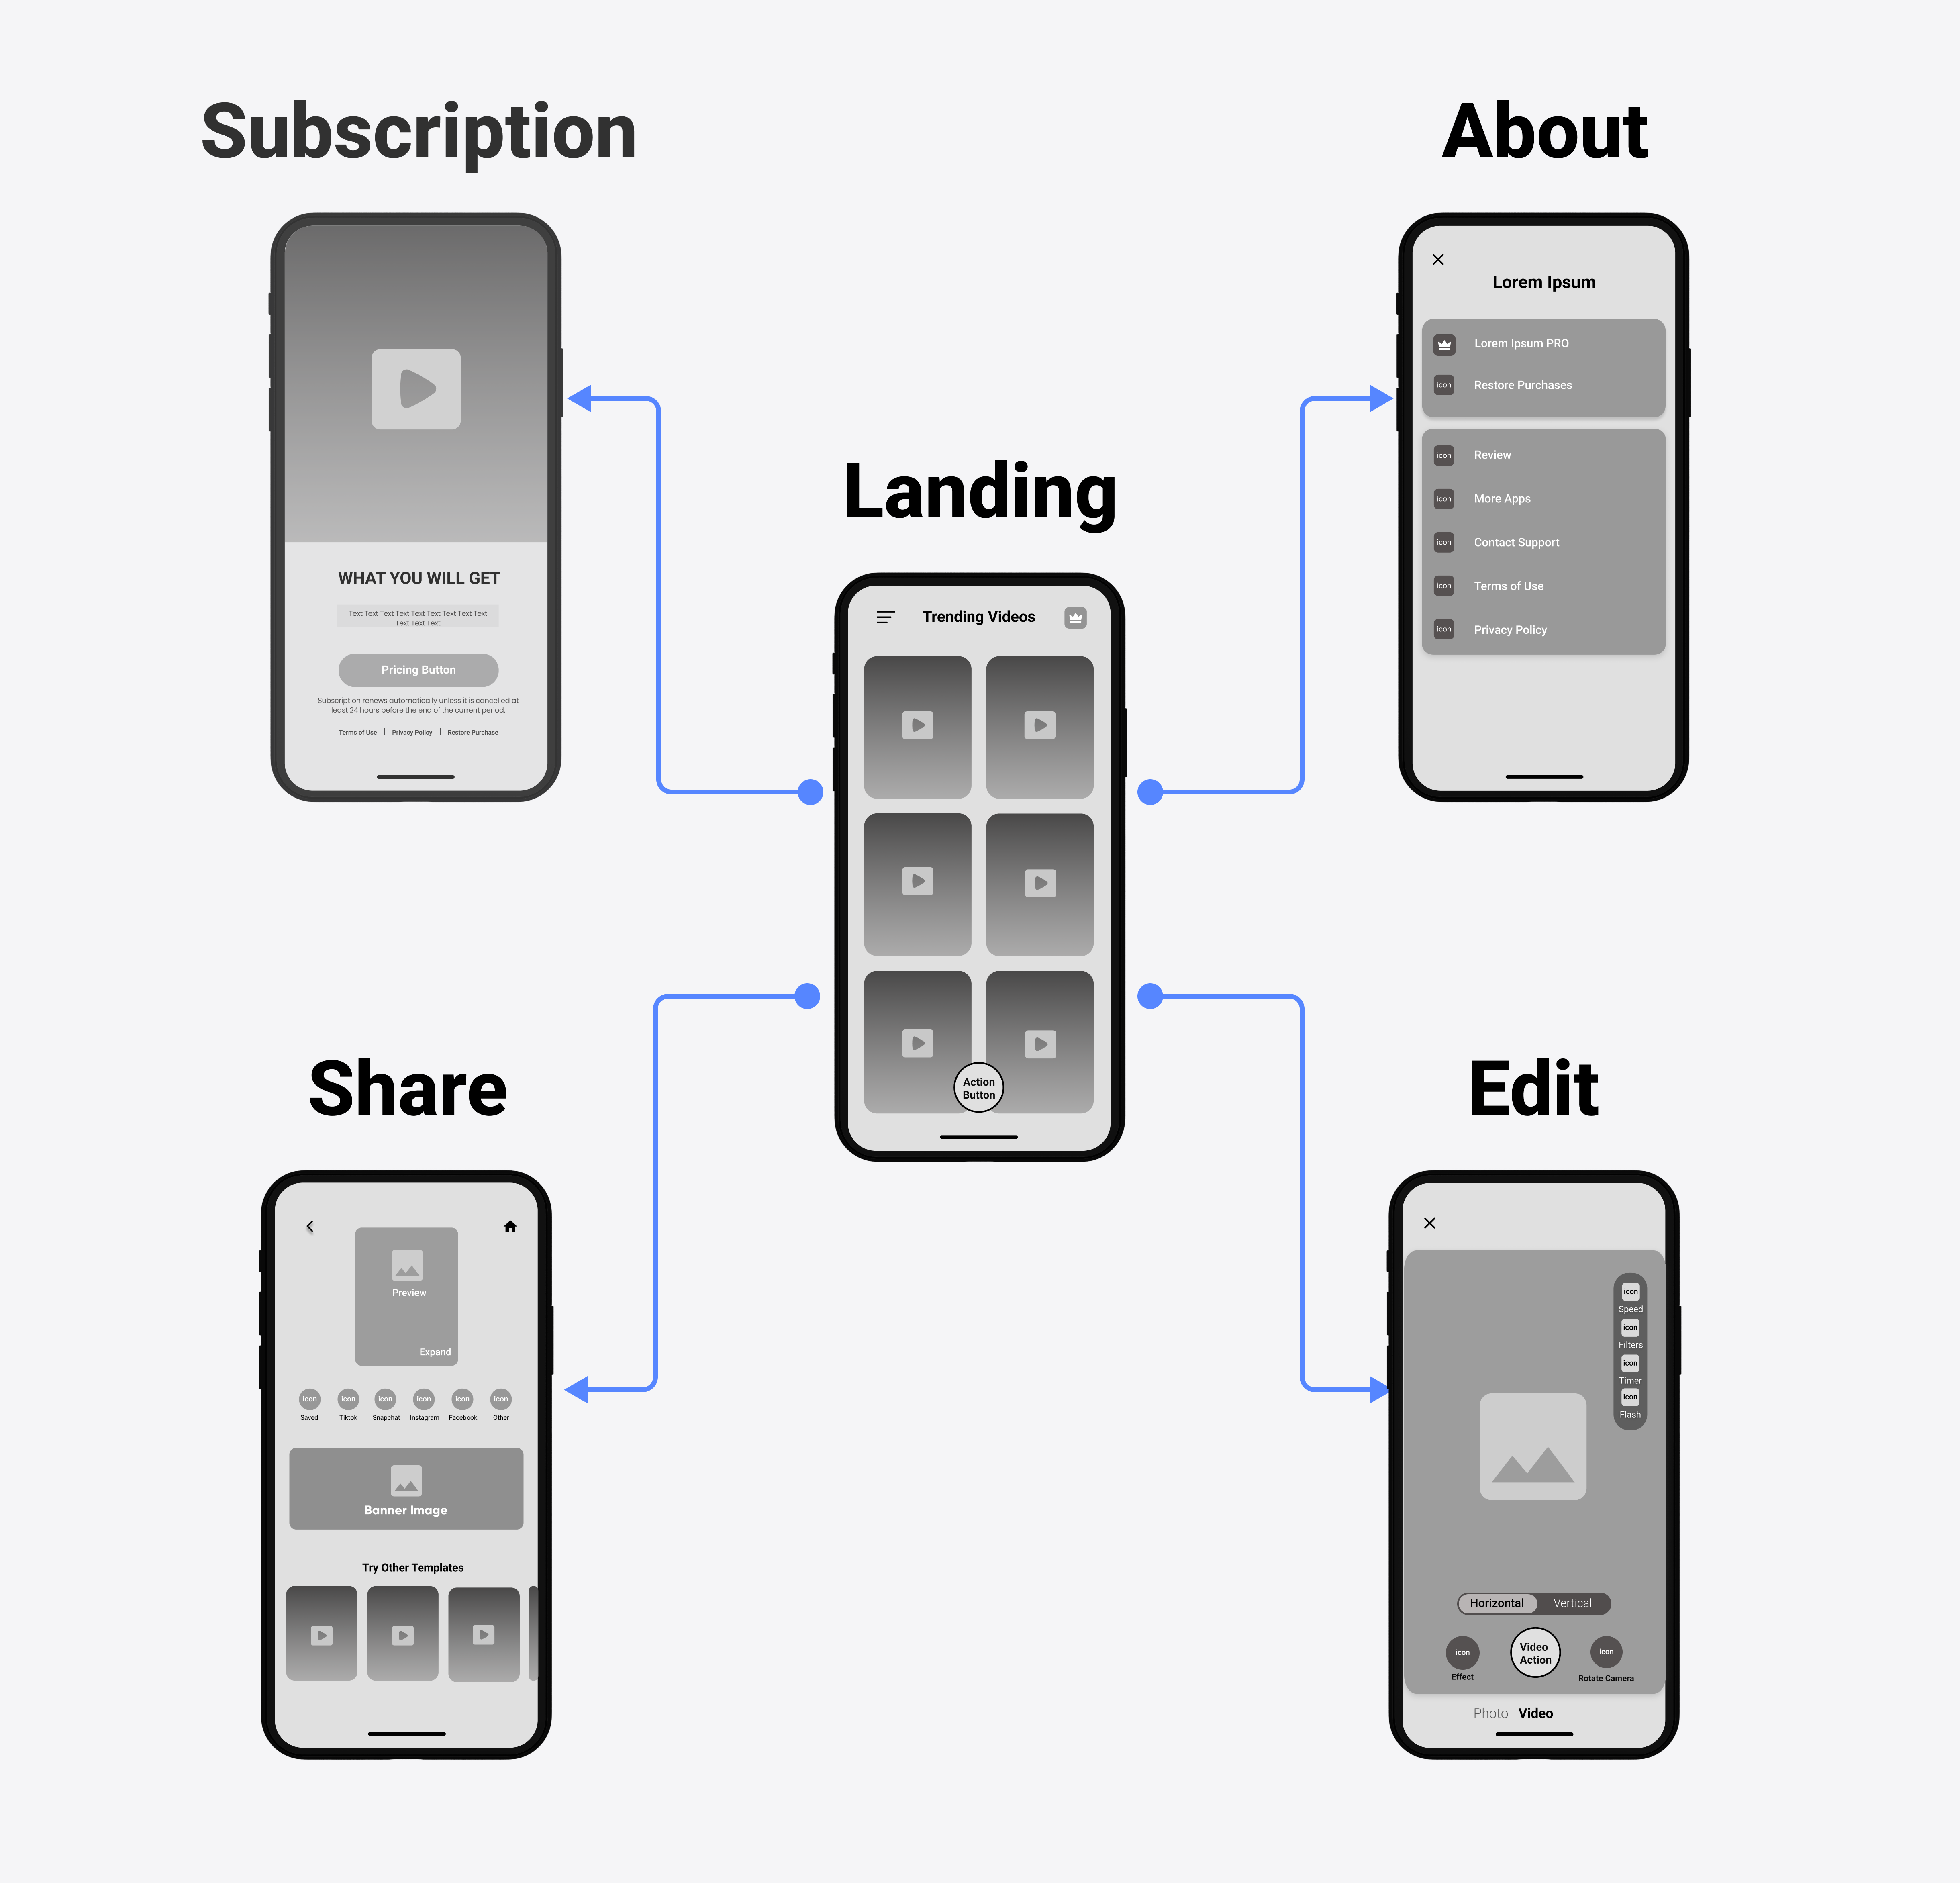 Subscription
WHAT YOU WILL GET
Text Text Text Text Text Text Text Text Text
Text Text Text
Pricing Button
Subscription renews automatically unless it is cancelled at
least 24 hours before the end of the current period.
Terms of Use | Privacy Policy | Restore Purchase
About
Lorem Ipsum
Lorem Ipsum PRO
icon Restore Purchases
icon Review
icon More Apps
icon Contact Support
icon Terms of Use
icon Privacy Policy
Landing
Trending Videos
Action
Button
Share
Preview
Expand
icon icon icon icon icon icon
Saved Tiktok Snapchat Instagram Facebook Other
Banner Image
Try Other Templates
Edit
icon
Speed
icon
Filters
icon
Timer
icon
Flash
Horizontal Vertical
icon
Effect
Video
Action
icon
Rotate Camera
Photo Video